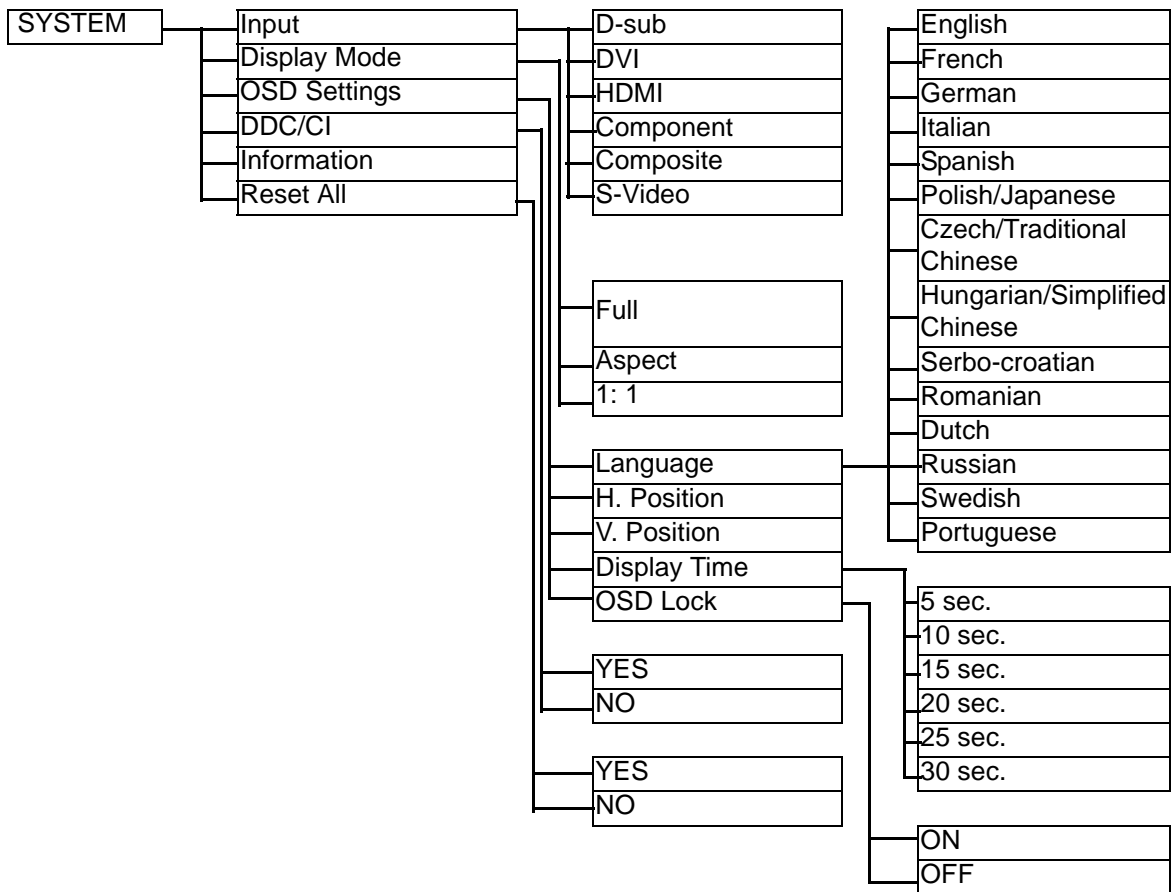 SYSTEM
Input
Display Mode
OSD Settings
DDC/CI
Information
Reset All
D-sub
DVI
HDMI
Component
Composite
S-Video
Full
Aspect
1: 1
Language
H. Position
V. Position
Display Time
OSD Lock
YES
NO
YES
NO
English
French
German
Italian
Spanish
Polish/Japanese
Czech/Traditional
Chinese
Hungarian/Simplified
Chinese
Serbo-croatian
Romanian
Dutch
Russian
Swedish
Portuguese
5 sec.
10 sec.
15 sec.
20 sec.
25 sec.
30 sec.
ON
OFF